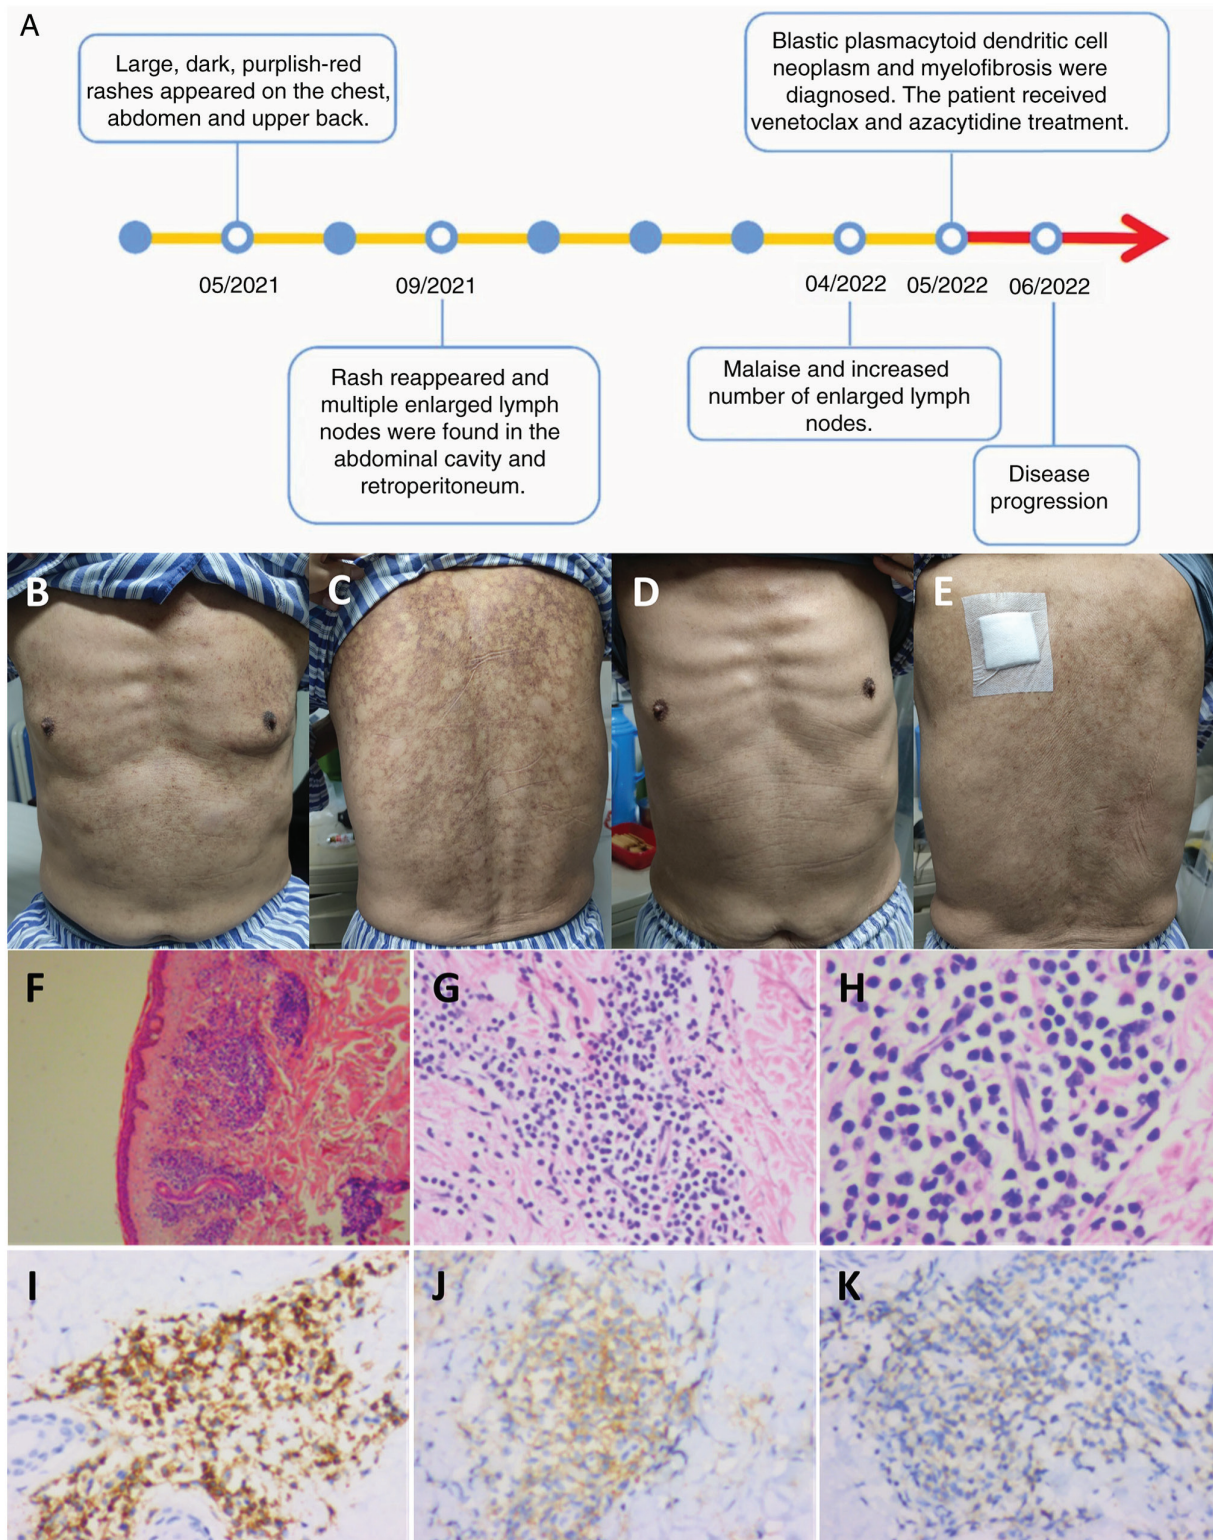 A
Large, dark, purplish-red
rashes appeared on the chest,
abdomen and upper back.
Blastic plasmacytoid dendritic cell
neoplasm and myelofibrosis were
diagnosed. The patient received
venetoclax and azacytidine treatment.
05/2021
09/2021
04/2022
05/2022
06/2022
Rash reappeared and
multiple enlarged lymph
nodes were found in the
abdominal cavity and
retroperitoneum.
Malaise and increased
number of enlarged lymph
nodes.
Disease
progression
B
C
D
E
F
G
H
I
J
K